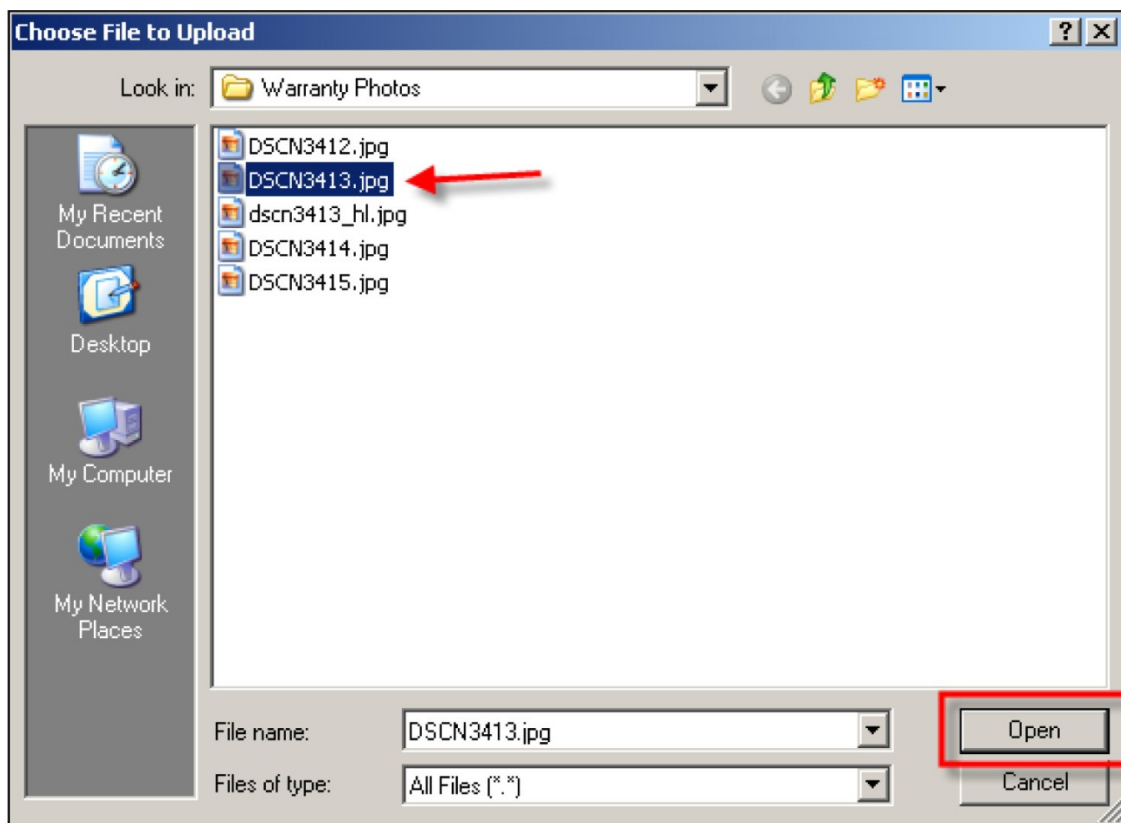 Choose File to Upload
Look in: Warranty Photos
My Recent
Documents
Desktop
My Computer
My Network
Places
DSCN3412.jpg
DSCN3413.jpg
dscn3413_hl.jpg
DSCN3414.jpg
DSCN3415.jpg
File name: DSCN3413.jpg Open
Files of type: All Files (*.*) Cancel